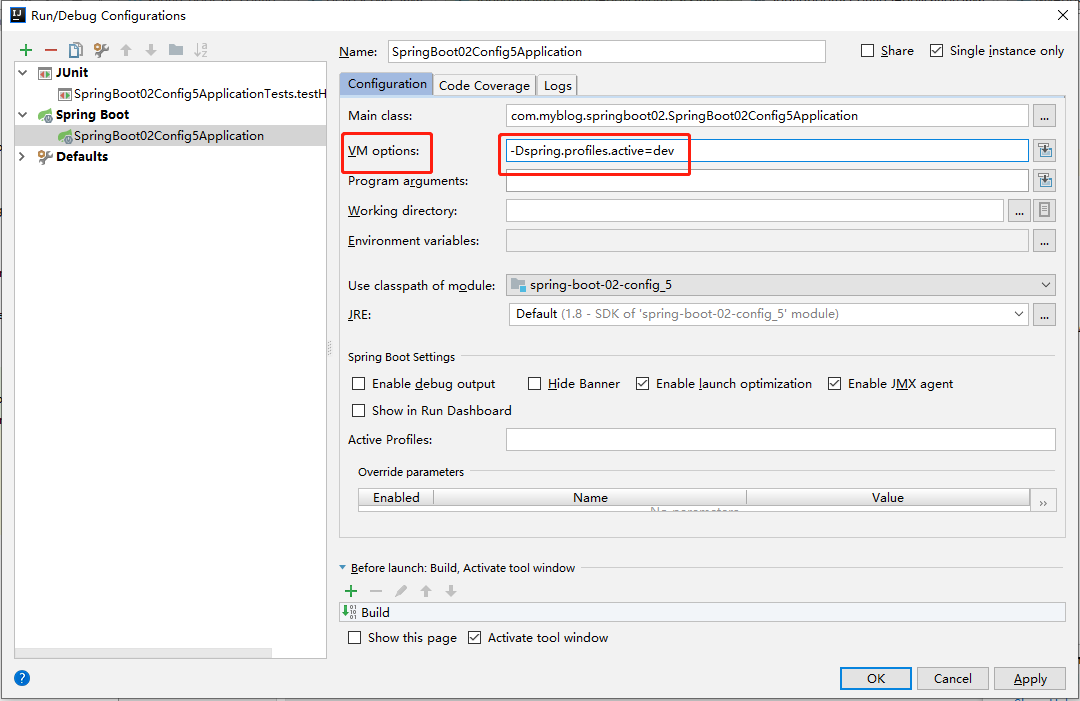 Run/Debug Configurations
Name: SpringBoot02Config5Application
Share
Single instance only
JUnit
SpringBoot02Config5ApplicationTests.testH
Spring Boot
SpringBoot02Config5Application
Defaults
Configuration Code Coverage Logs
Main class: com.myblog.springboot02.SpringBoot02Config5Application ...
VM options: -Dspring.profiles.active=dev
Program arguments:
Working directory: ...
Environment variables: ...
Use classpath of module: spring-boot-02-config_5
JRE: Default (1.8 - SDK of 'spring-boot-02-config_5' module) ...
Spring Boot Settings
Enable debug output Hide Banner Enable launch optimization Enable JMX agent
Show in Run Dashboard
Active Profiles:
Override parameters
Enabled Name Value
No parameters
Before launch: Build, Activate tool window
Build
Show this page Activate tool window
? OK Cancel Apply